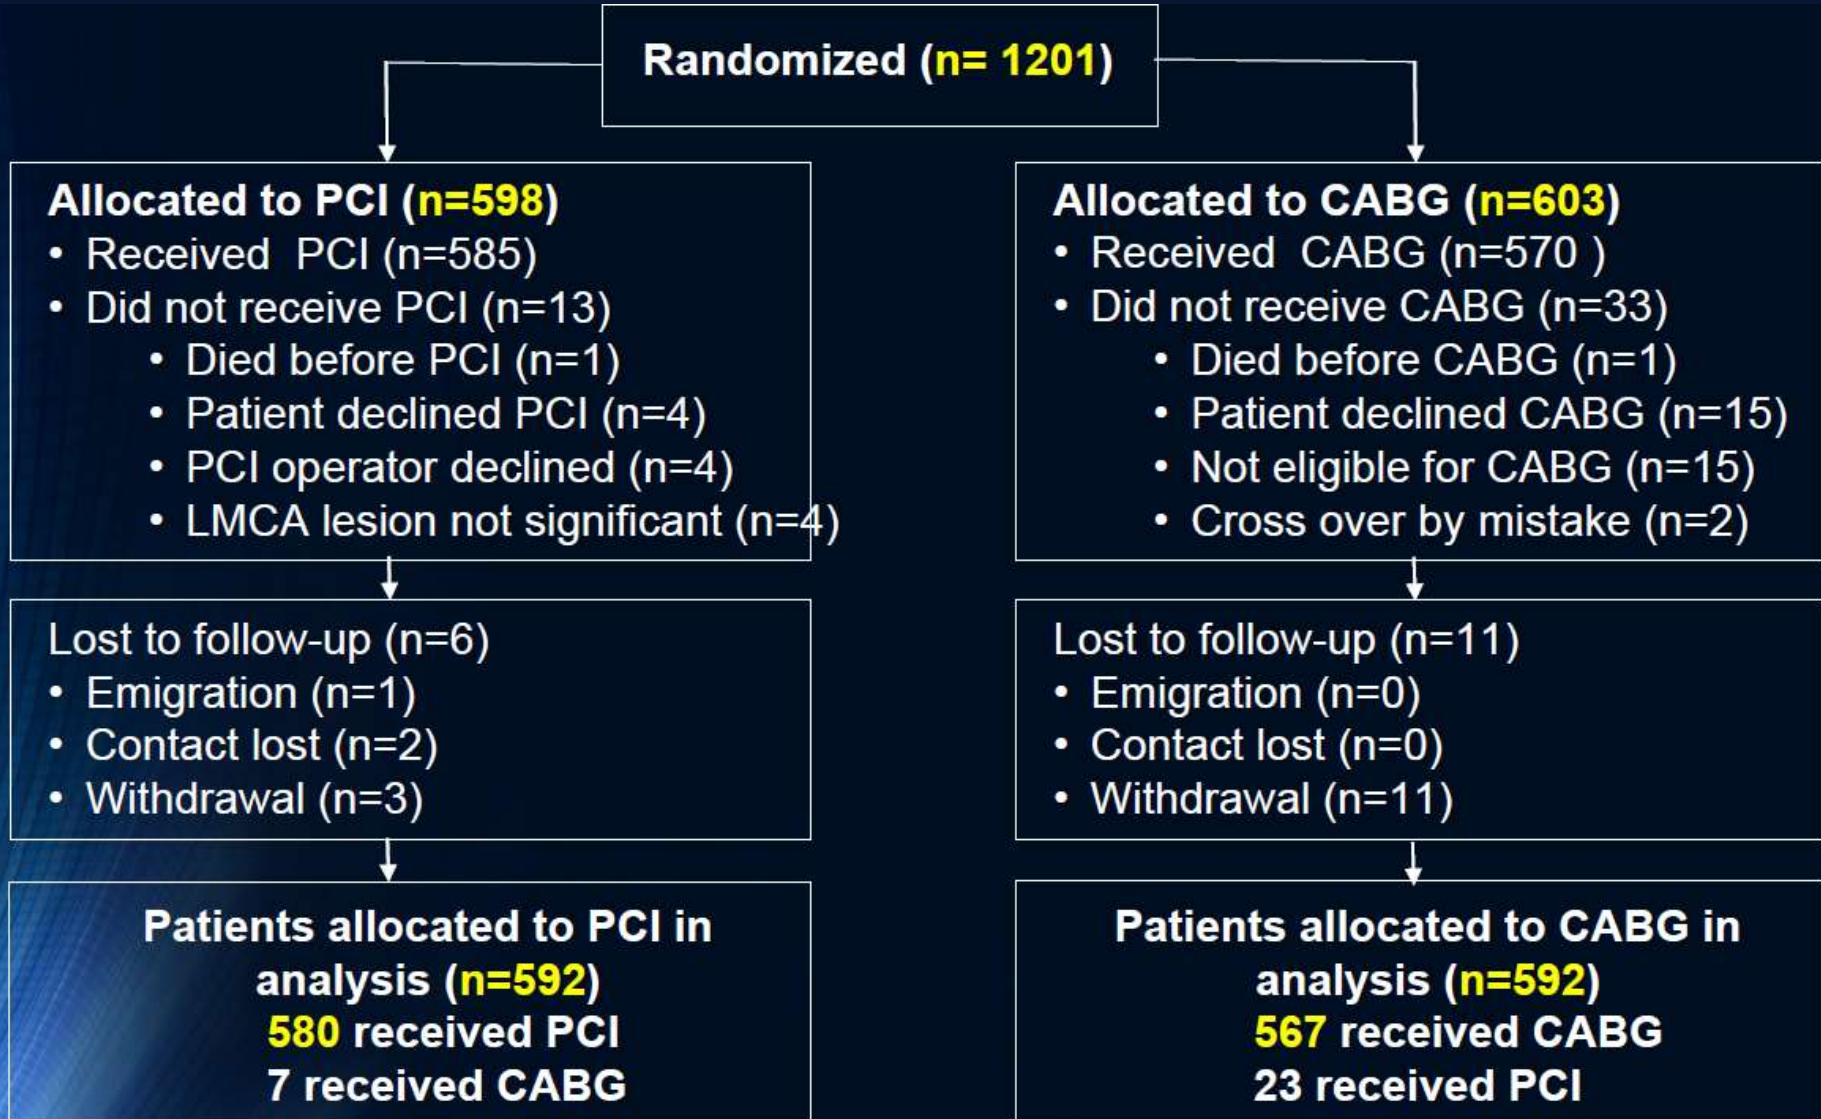 Randomized (n= 1201)
Allocated to PCI (n=598)
• Received PCI (n=585)
• Did not receive PCI (n=13)
• Died before PCI (n=1)
• Patient declined PCI (n=4)
• PCI operator declined (n=4)
• LMCA lesion not significant (n=4)
Allocated to CABG (n=603)
• Received CABG (n=570 )
• Did not receive CABG (n=33)
• Died before CABG (n=1)
• Patient declined CABG (n=15)
• Not eligible for CABG (n=15)
• Cross over by mistake (n=2)
Lost to follow-up (n=6)
• Emigration (n=1)
• Contact lost (n=2)
• Withdrawal (n=3)
Lost to follow-up (n=11)
• Emigration (n=0)
• Contact lost (n=0)
• Withdrawal (n=11)
Patients allocated to PCI in
analysis (n=592)
580 received PCI
7 received CABG
Patients allocated to CABG in
analysis (n=592)
567 received CABG
23 received PCI